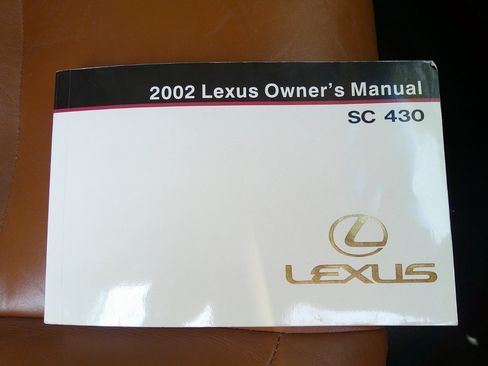 2002 Lexus Owner's Manual
SC 430
LEXUS